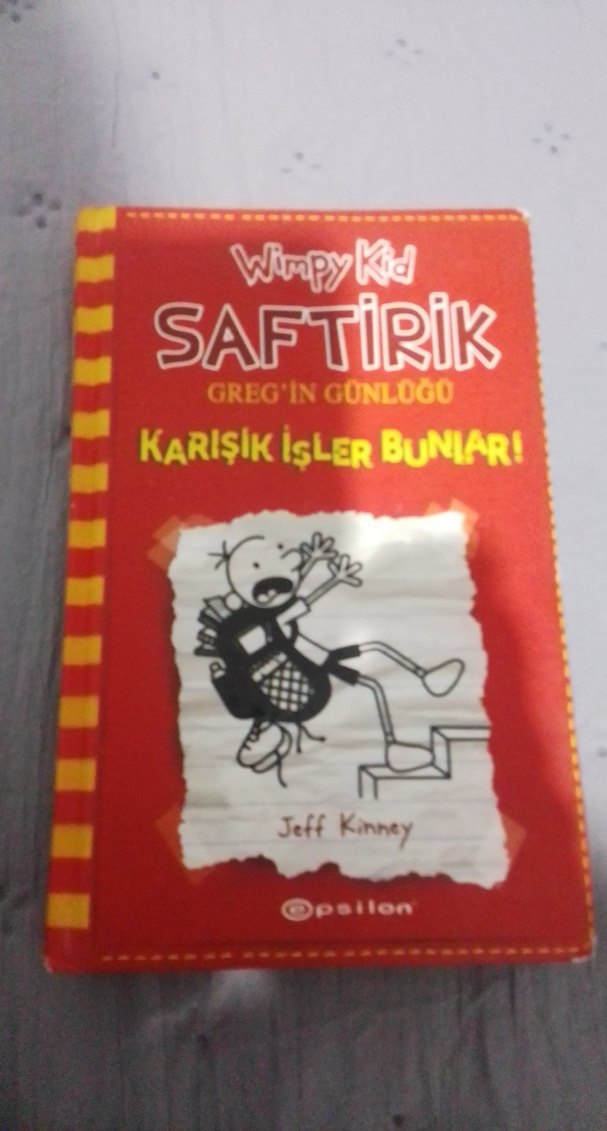 Wimpy Kid
SAFTİRİK
GREG'İN GÜNLÜĞÜ
KARIŞIK İŞLER BUNLAR!
Jeff Kinney
epsilon